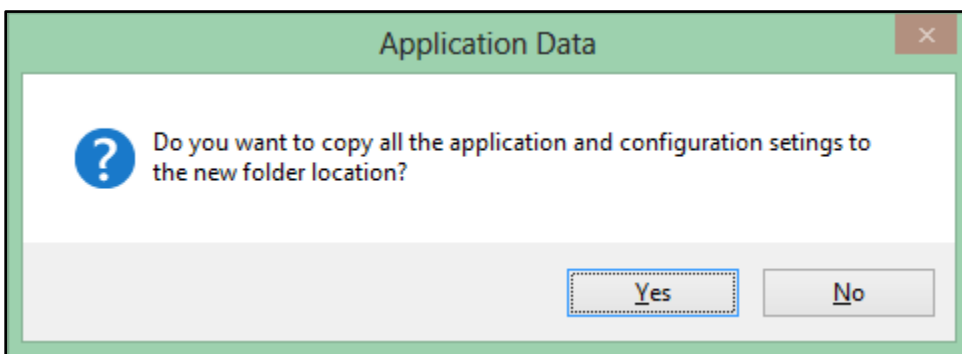 Application Data
Do you want to copy all the application and configuration setings to
the new folder location?
Yes
No